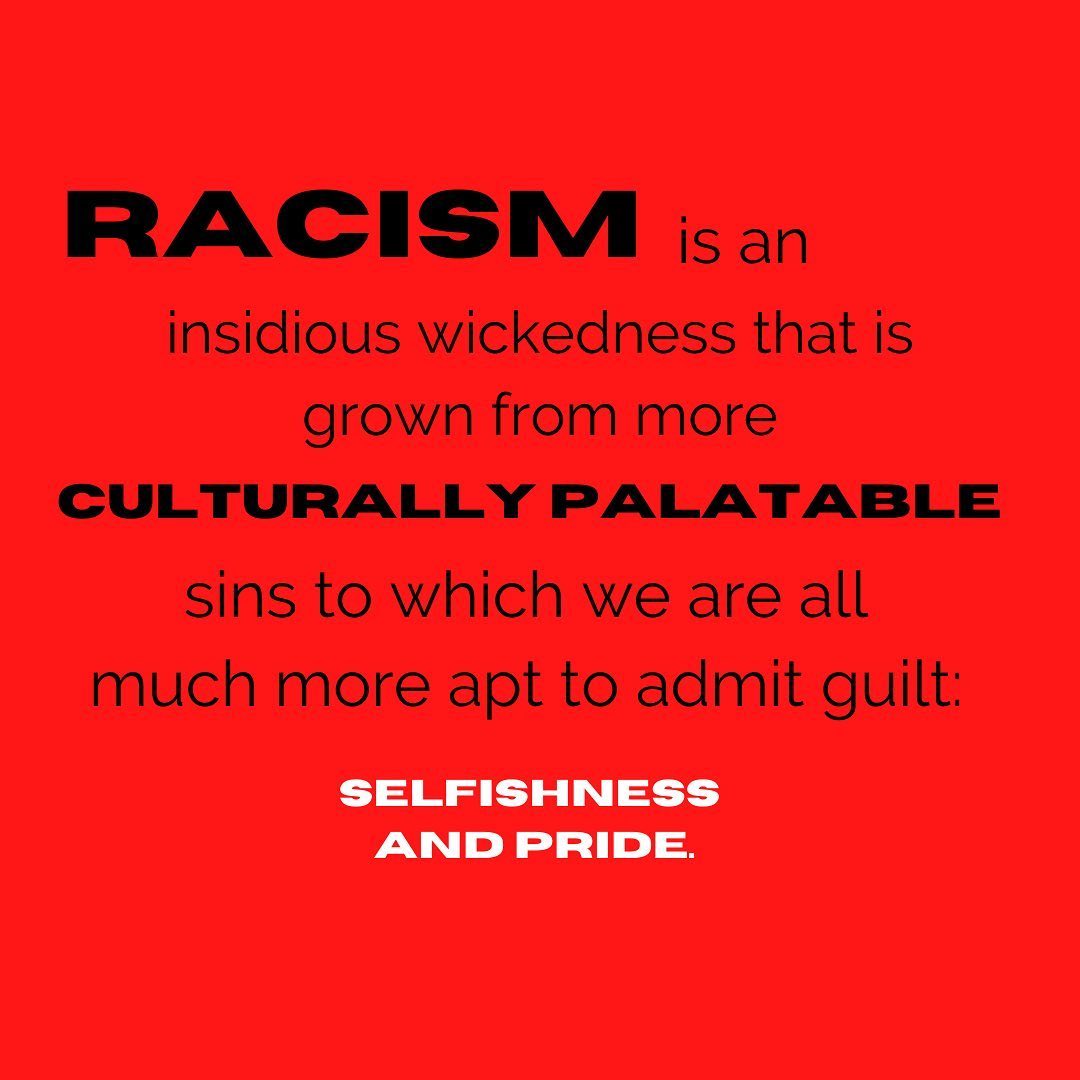 RACISM is an
insidious wickedness that is
grown from more
CULTURALLY PALATABLE
sins to which we are all
much more apt to admit guilt:
SELFISHNESS
AND PRIDE.